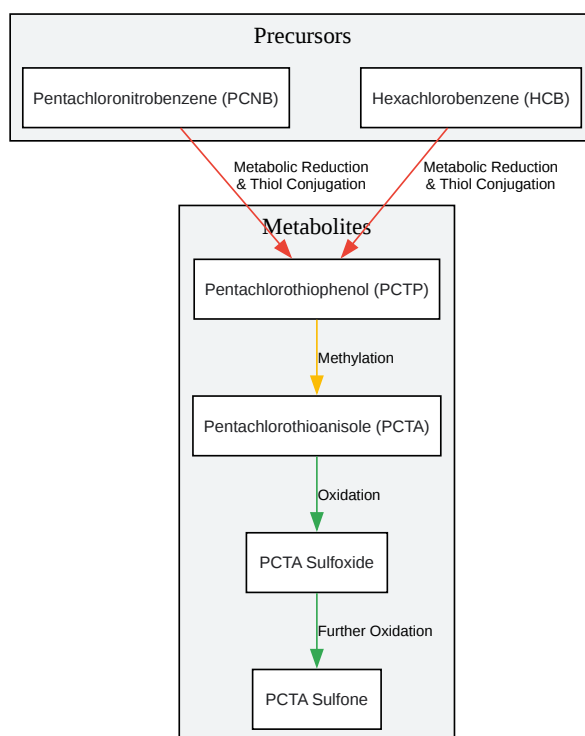 Precursors
Pentachloronitrobenzene (PCNB)
Hexachlorobenzene (HCB)
Metabolic Reduction
& Thiol Conjugation
Metabolic Reduction
& Thiol Conjugation
Metabolites
Pentachlorothiophenol (PCTP)
Methylation
Pentachlorothioanisole (PCTA)
Oxidation
PCTA Sulfoxide
Further Oxidation
PCTA Sulfone